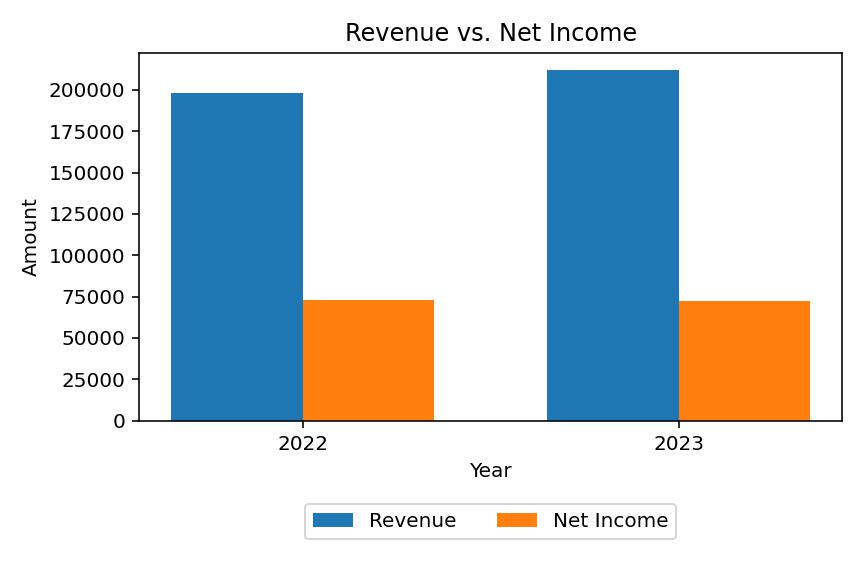 Revenue vs. Net Income
Amount
200000
175000
150000
125000
100000
75000
50000
25000
0
2022 2023
Year
Revenue Net Income